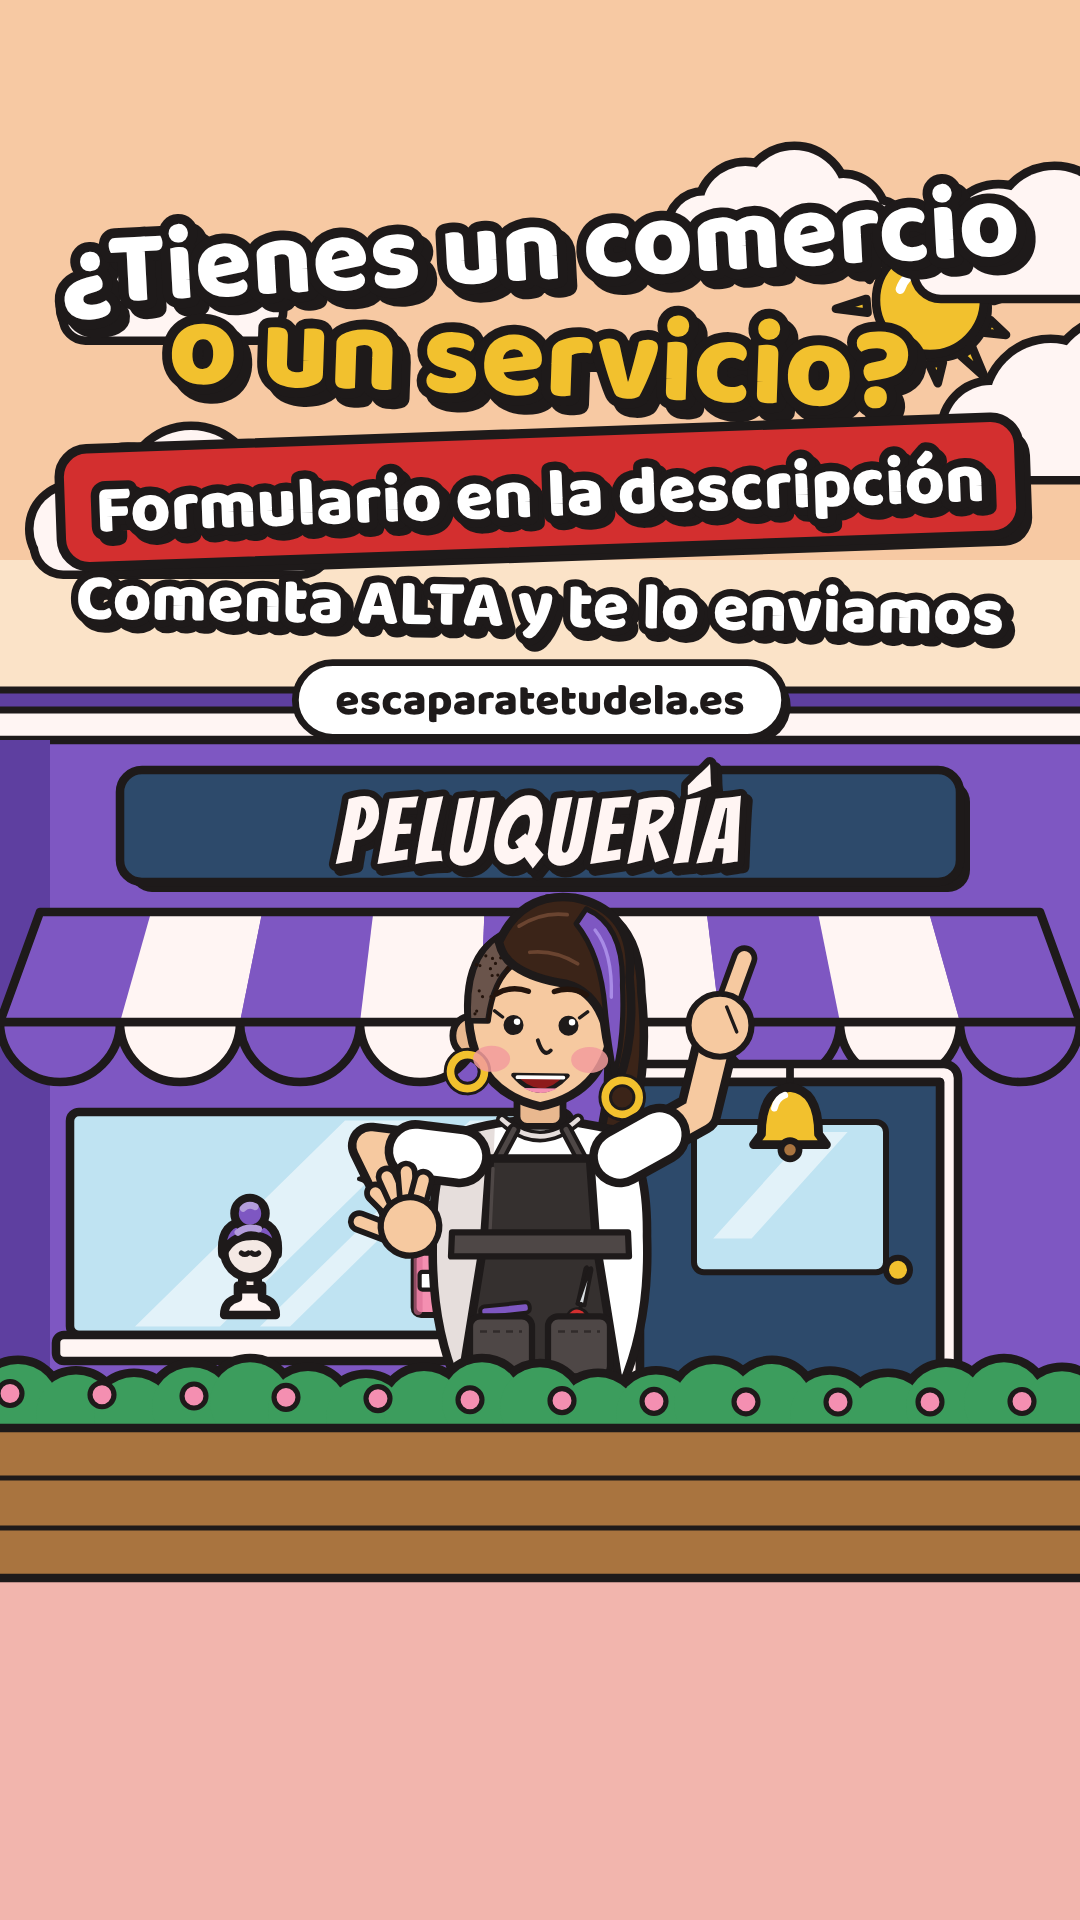 ¿Tienes un comercio
o un servicio?
Formulario en la descripción
Comenta ALTA y te lo enviamos
escaparatetudela.es
PELUQUERÍA